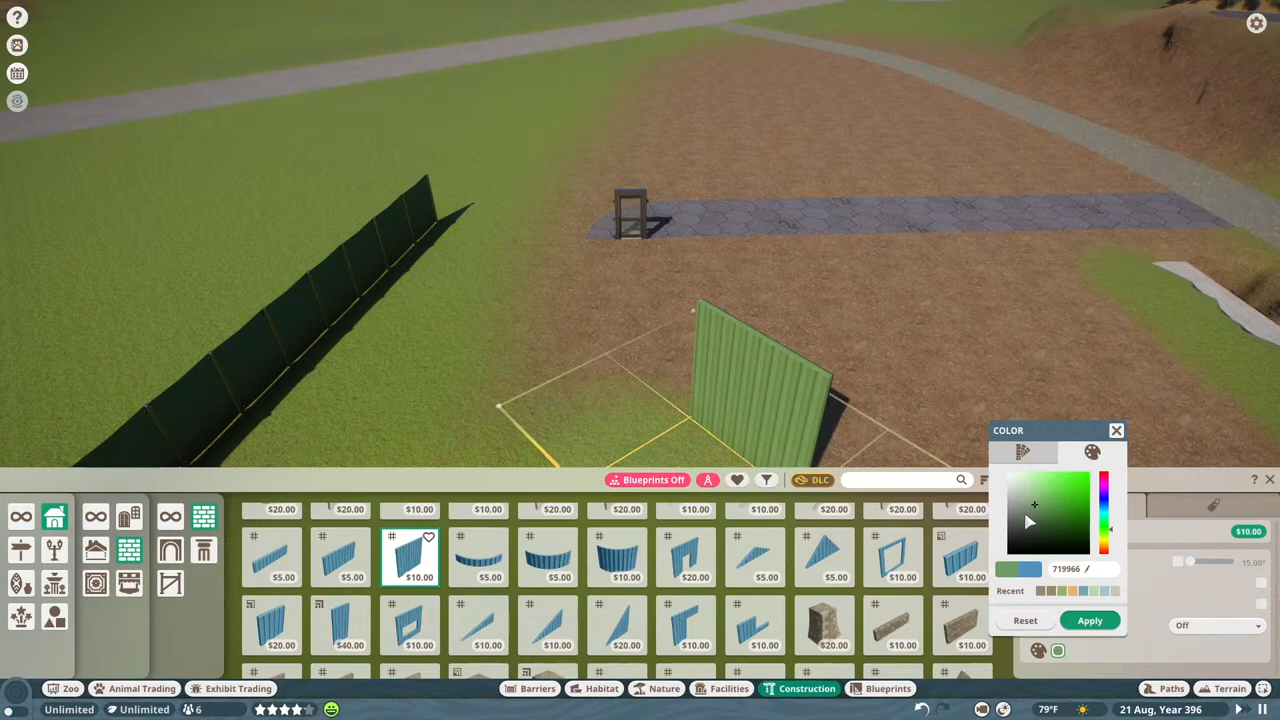 COLOR
Blueprints Off
DLC
$20.00 $10.00 $20.00 $20.00 $10.00 $20.00 $20.00 $10.00 $20.00 $10.00 $20.00
$5.00 $5.00 $10.00 $5.00 $5.00 $10.00 $20.00 $5.00 $5.00 $10.00 $10.00
$20.00 $40.00 $10.00 $10.00 $10.00 $10.00 $10.00 $10.00 $20.00 $10.00 $10.00
$10.00
15.00°
719966
Recent
Reset Apply
Off
Zoo Animal Trading Exhibit Trading Barriers Habitat Nature Facilities Construction Blueprints Paths Terrain
Unlimited Unlimited 6 79°F 21 Aug, Year 396